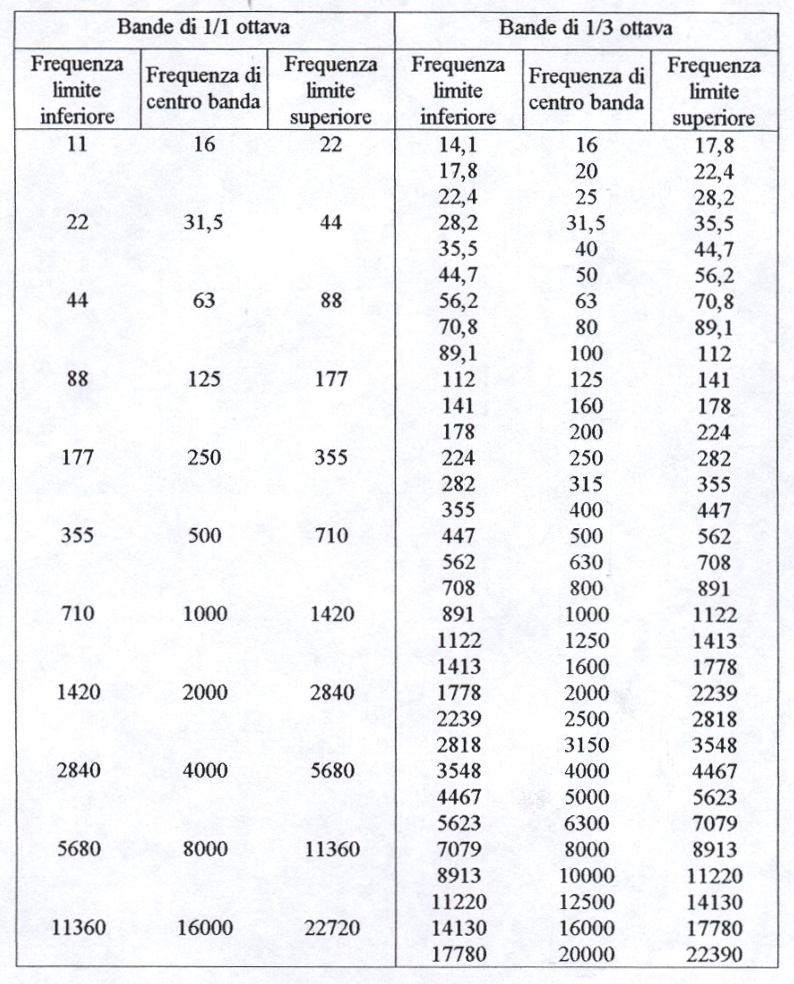 Bande di 1/1 ottava Bande di 1/3 ottava
Frequenza limite inferiore Frequenza di centro banda Frequenza limite superiore Frequenza limite inferiore Frequenza di centro banda Frequenza limite superiore
11 16 22 14,1 16 17,8
17,8 20 22,4
22,4 25 28,2
22 31,5 44 28,2 31,5 35,5
35,5 40 44,7
44,7 50 56,2
44 63 88 56,2 63 70,8
70,8 80 89,1
89,1 100 112
88 125 177 112 125 141
141 160 178
178 200 224
177 250 355 224 250 282
282 315 355
355 400 447
355 500 710 447 500 562
562 630 708
708 800 891
710 1000 1420 891 1000 1122
1122 1250 1413
1413 1600 1778
1420 2000 2840 1778 2000 2239
2239 2500 2818
2818 3150 3548
2840 4000 5680 3548 4000 4467
4467 5000 5623
5623 6300 7079
5680 8000 11360 7079 8000 8913
8913 10000 11220
11220 12500 14130
11360 16000 22720 14130 16000 17780
17780 20000 22390